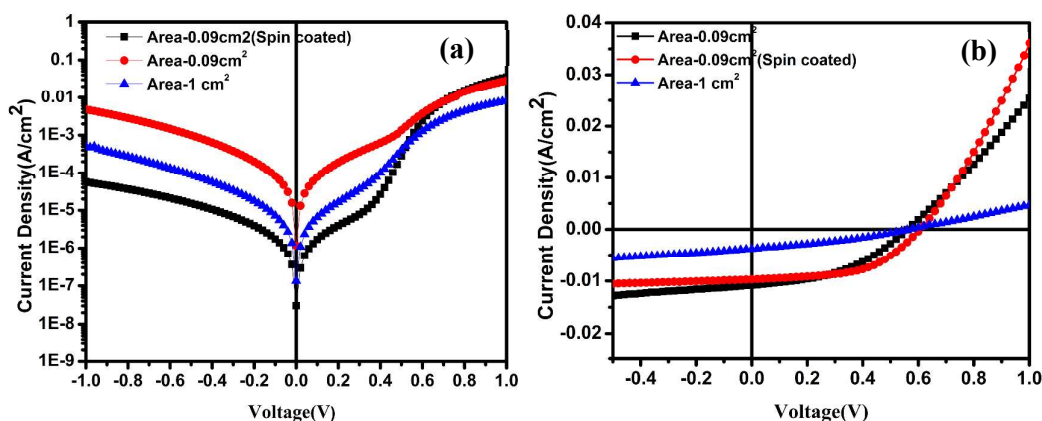 1
0.1
0.01
1E-3
1E-4
1E-5
1E-6
1E-7
1E-8
1E-9
Current Density(A/cm²)
Area-0.09cm2(Spin coated)
Area-0.09cm²
Area-1 cm²
(a)
-1.0 -0.8 -0.6 -0.4 -0.2 0.0 0.2 0.4 0.6 0.8 1.0
Voltage(V)
0.04
0.03
0.02
0.01
0.00
-0.01
-0.02
Current Density(A/cm²)
Area-0.09cm²
Area-0.09cm²(Spin coated)
Area-1 cm²
(b)
-0.4 -0.2 0.0 0.2 0.4 0.6 0.8 1.0
Voltage(V)